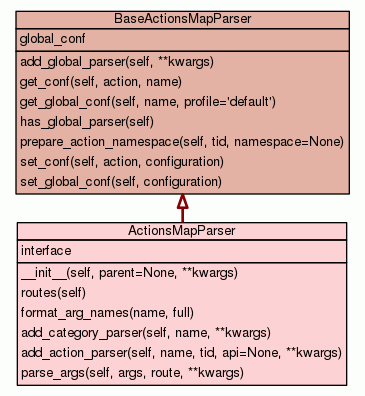 BaseActionsMapParser
global_conf
add_global_parser(self, **kwargs)
get_conf(self, action, name)
get_global_conf(self, name, profile='default')
has_global_parser(self)
prepare_action_namespace(self, tid, namespace=None)
set_conf(self, action, configuration)
set_global_conf(self, configuration)
ActionsMapParser
interface
__init__(self, parent=None, **kwargs)
routes(self)
format_arg_names(name, full)
add_category_parser(self, name, **kwargs)
add_action_parser(self, name, tid, api=None, **kwargs)
parse_args(self, args, route, **kwargs)